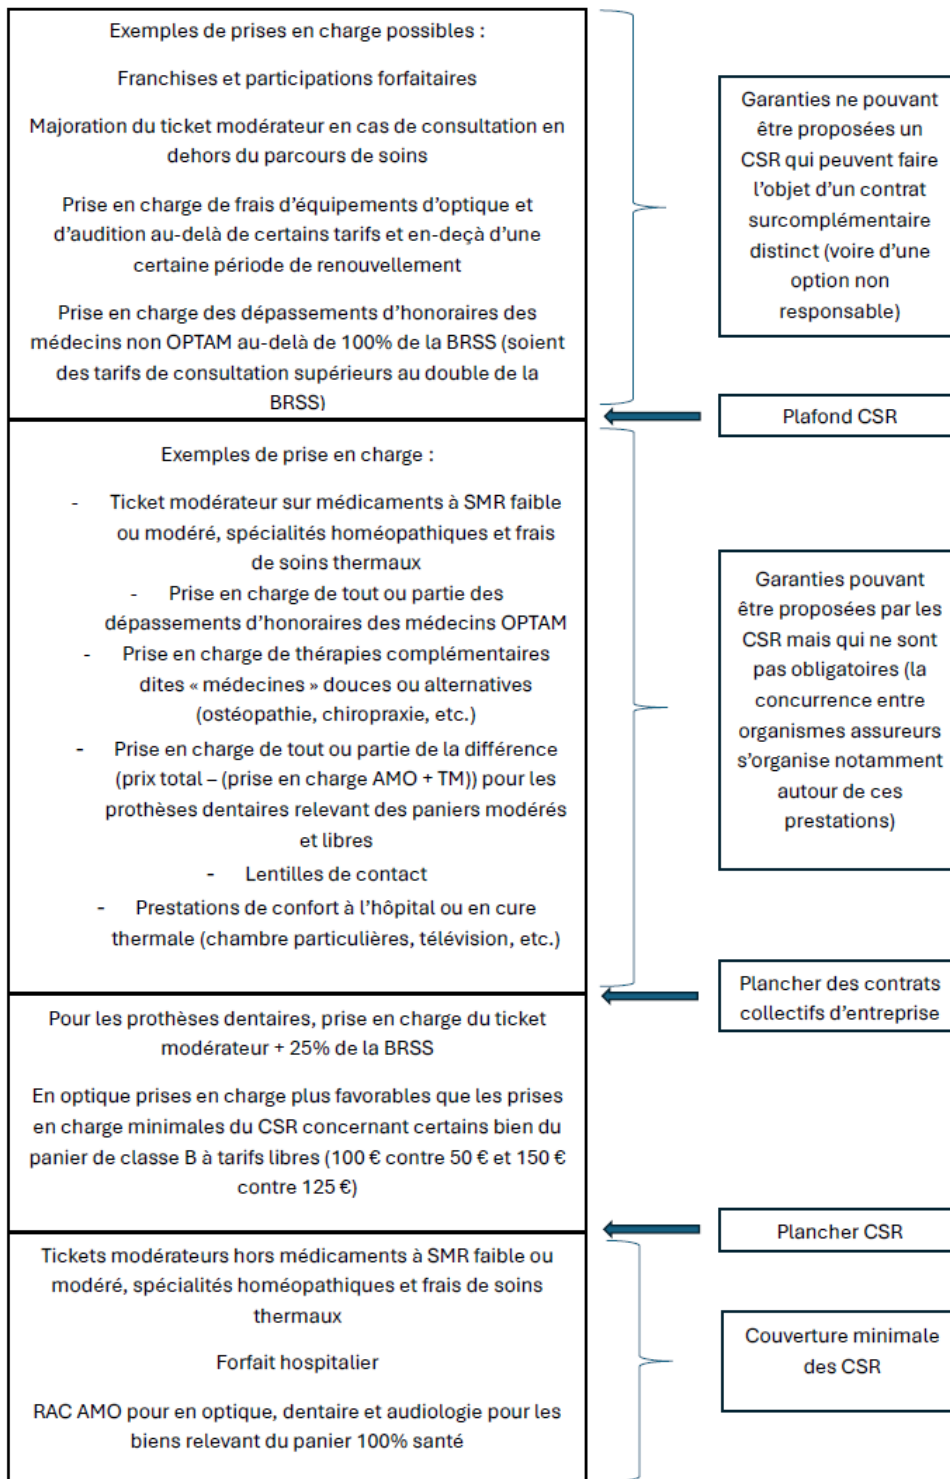 Exemples de prises en charge possibles :
Franchises et participations forfaitaires
Majoration du ticket modérateur en cas de consultation en
dehors du parcours de soins
Prise en charge de frais d'équipements d'optique et
d'audition au-delà de certains tarifs et en-deçà d'une
certaine période de renouvellement
Prise en charge des dépassements d'honoraires des
médecins non OPTAM au-delà de 100% de la BRSS (soient
des tarifs de consultation supérieurs au double de la
BRSS)
Garanties ne pouvant
être proposées un
CSR qui peuvent faire
l'objet d'un contrat
surcomplémentaire
distinct (voire d'une
option non
responsable)
Plafond CSR
Exemples de prise en charge :
- Ticket modérateur sur médicaments à SMR faible
ou modéré, spécialités homéopathiques et frais
de soins thermaux
- Prise en charge de tout ou partie des
dépassements d'honoraires des médecins OPTAM
- Prise en charge de thérapies complémentaires
dites « médecines » douces ou alternatives
(ostéopathie, chiropraxie, etc.)
- Prise en charge de tout ou partie de la différence
(prix total – (prise en charge AMO + TM)) pour les
prothèses dentaires relevant des paniers modérés
et libres
- Lentilles de contact
- Prestations de confort à l'hôpital ou en cure
thermale (chambre particulières, télévision, etc.)
Garanties pouvant
être proposées par les
CSR mais qui ne sont
pas obligatoires (la
concurrence entre
organismes assureurs
s'organise notamment
autour de ces
prestations)
Plancher des contrats
collectifs d'entreprise
Pour les prothèses dentaires, prise en charge du ticket
modérateur + 25% de la BRSS
En optique prises en charge plus favorables que les prises
en charge minimales du CSR concernant certains bien du
panier de classe B à tarifs libres (100 € contre 50 € et 150 €
contre 125 €)
Plancher CSR
Tickets modérateurs hors médicaments à SMR faible ou
modéré, spécialités homéopathiques et frais de soins
thermaux
Forfait hospitalier
RAC AMO pour en optique, dentaire et audiologie pour les
biens relevant du panier 100% santé
Couverture minimale
des CSR